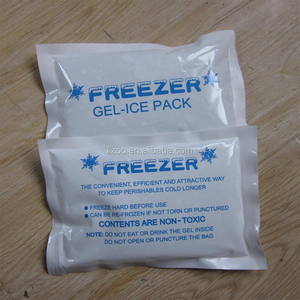 FREEZER
GEL-ICE PACK
FREEZER
THE CONVENIENT, EFFICIENT AND ATTRACTIVE WAY
TO KEEP PERISHABLES COLD LONGER
• FREEZE HARD BEFORE USE
• CAN BE RE-FROZEN IF NOT TORN OR PUNCTURED
CONTENTS ARE NON-TOXIC
NOTE: DO NOT EAT OR DRINK THE GEL INSIDE
DO NOT OPEN OR PUNCTURE THE BAG